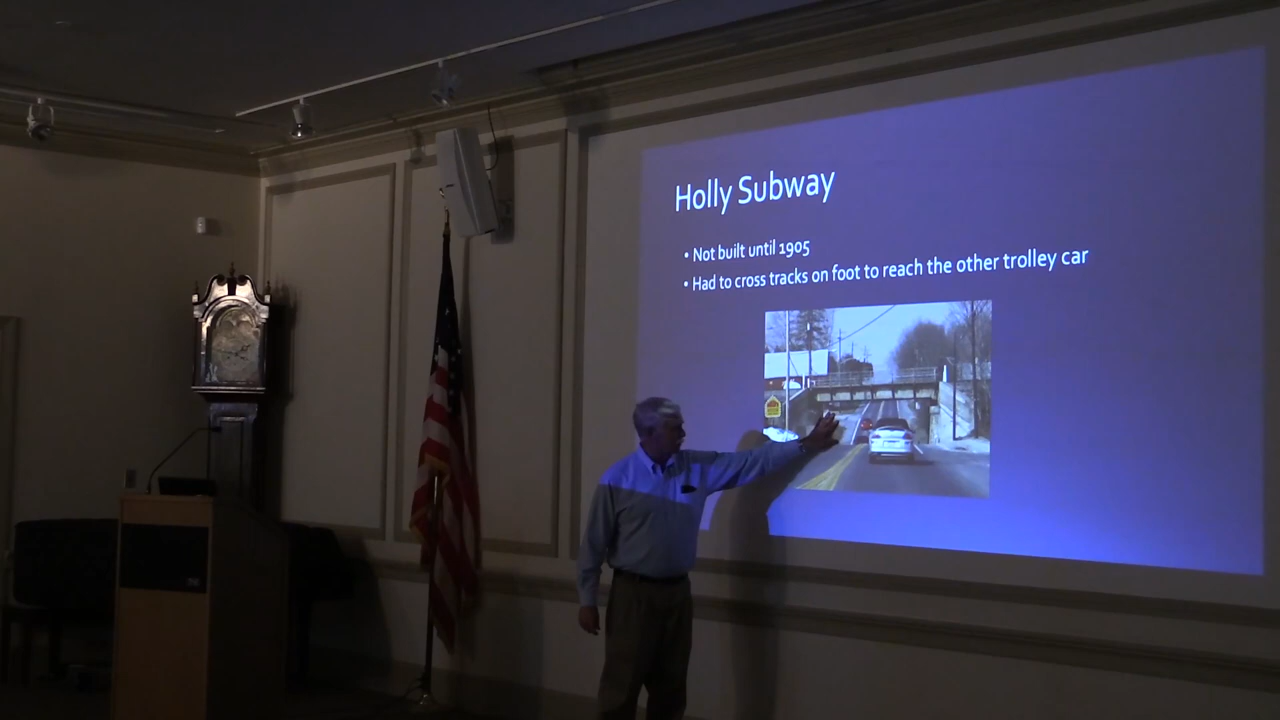 Holly Subway
• Not built until 1905
• Had to cross tracks on foot to reach the other trolley car